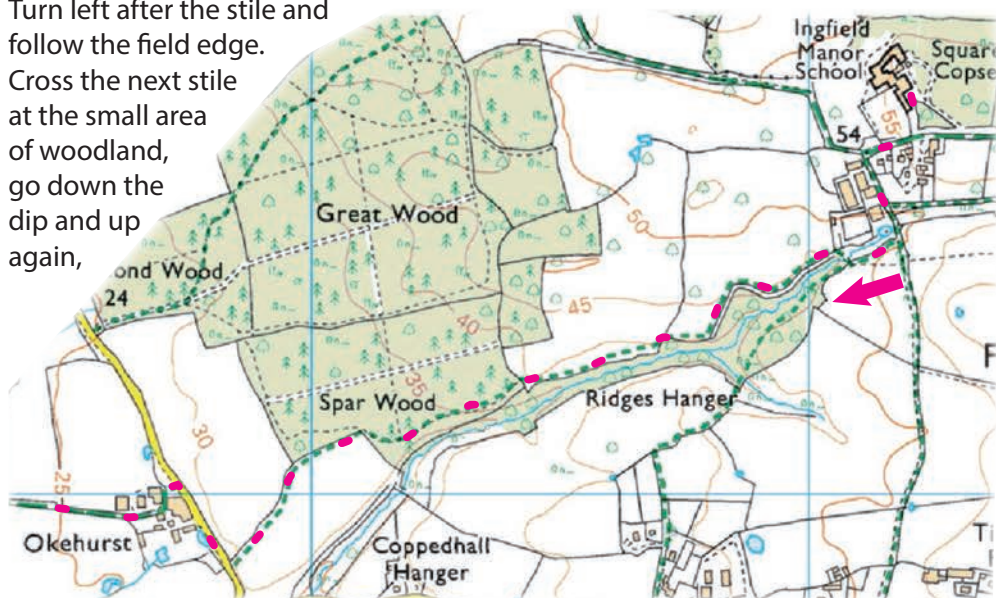 Turn left after the stile and
follow the field edge.
Cross the next stile
at the small area
of woodland,
go down the
dip and up
again,
Ingfield
Manor
School
Square
Copse
54
55
50
Great Wood
ond Wood
24
45
40
35
Spar Wood
Ridges Hanger
30
25
Okehurst
Coppedhall
Hanger
F
T